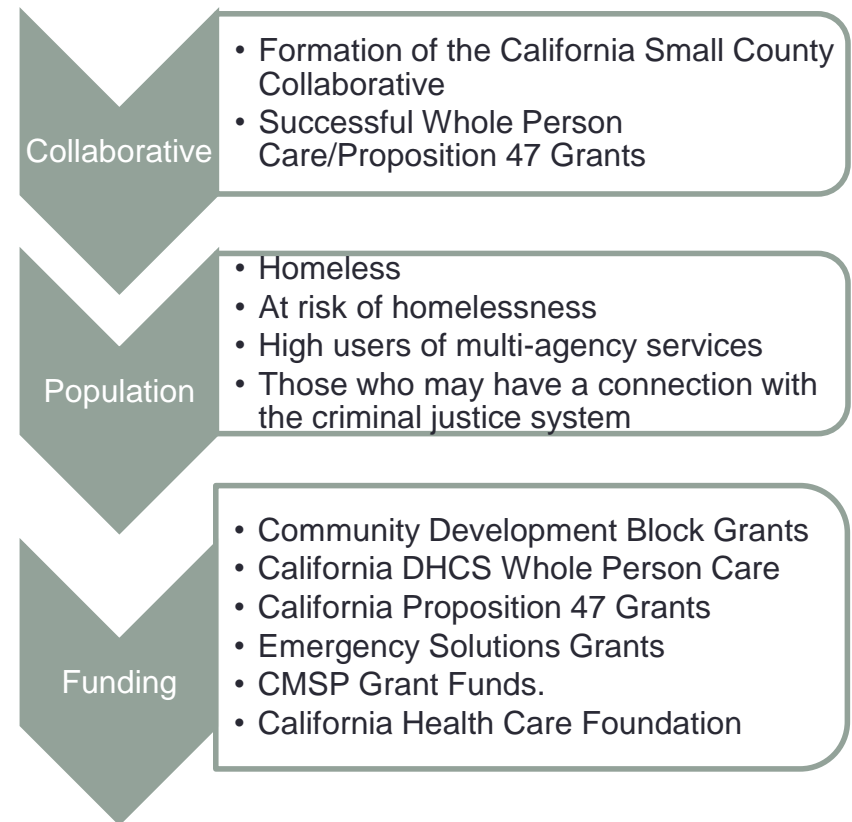 Collaborative
• Formation of the California Small County
Collaborative
• Successful Whole Person
Care/Proposition 47 Grants
Population
• Homeless
• At risk of homelessness
• High users of multi-agency services
• Those who may have a connection with
the criminal justice system
Funding
• Community Development Block Grants
• California DHCS Whole Person Care
• California Proposition 47 Grants
• Emergency Solutions Grants
• CMSP Grant Funds.
• California Health Care Foundation